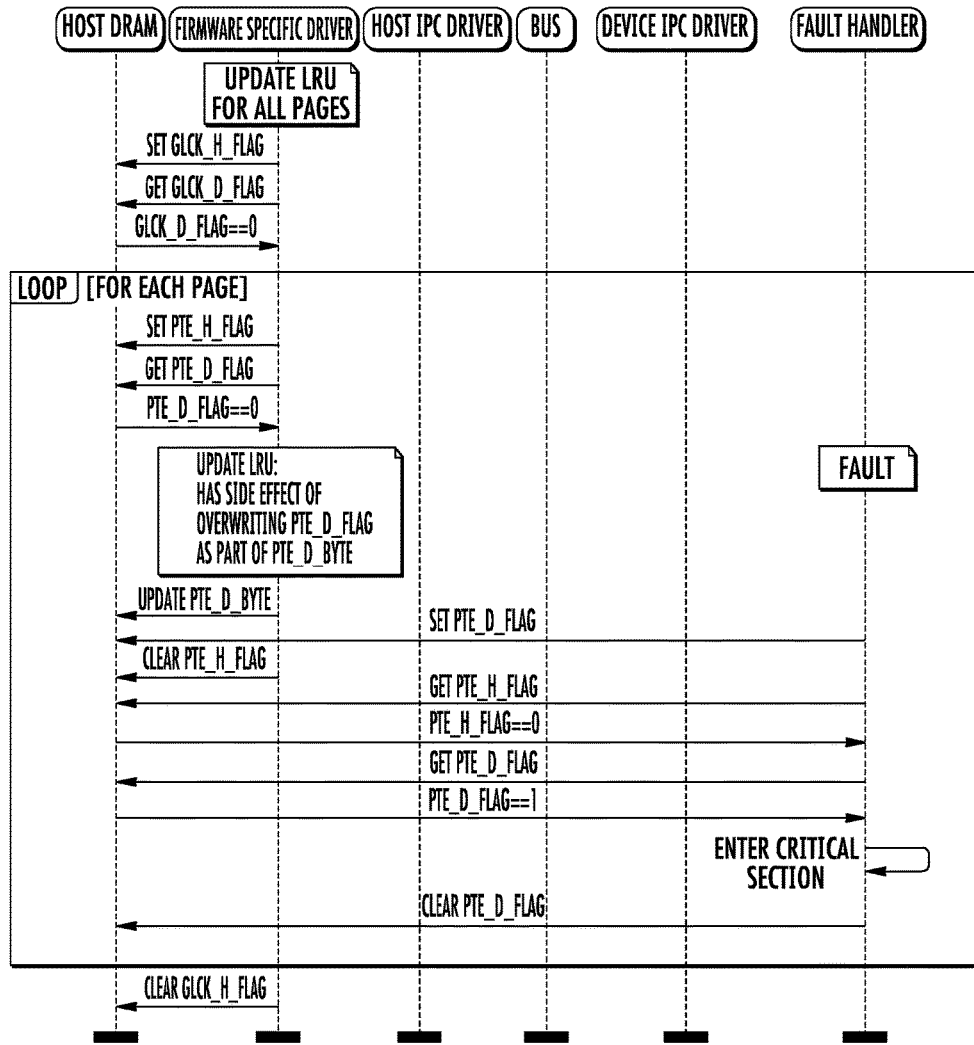 HOST DRAM
FIRMWARE SPECIFIC DRIVER
HOST IPC DRIVER
BUS
DEVICE IPC DRIVER
FAULT HANDLER
UPDATE LRU
FOR ALL PAGES
SET GLCK_H_FLAG
GET GLCK_D_FLAG
GLCK_D_FLAG==0
LOOP [FOR EACH PAGE]
SET PTE_H_FLAG
GET PTE_D_FLAG
PTE_D_FLAG==0
UPDATE LRU:
HAS SIDE EFFECT OF
OVERWRITING PTE_D_FLAG
AS PART OF PTE_D_BYTE
FAULT
UPDATE PTE_D_BYTE
SET PTE_D_FLAG
CLEAR PTE_H_FLAG
GET PTE_H_FLAG
PTE_H_FLAG==0
GET PTE_D_FLAG
PTE_D_FLAG==1
ENTER CRITICAL
SECTION
CLEAR PTE_D_FLAG
CLEAR GLCK_H_FLAG